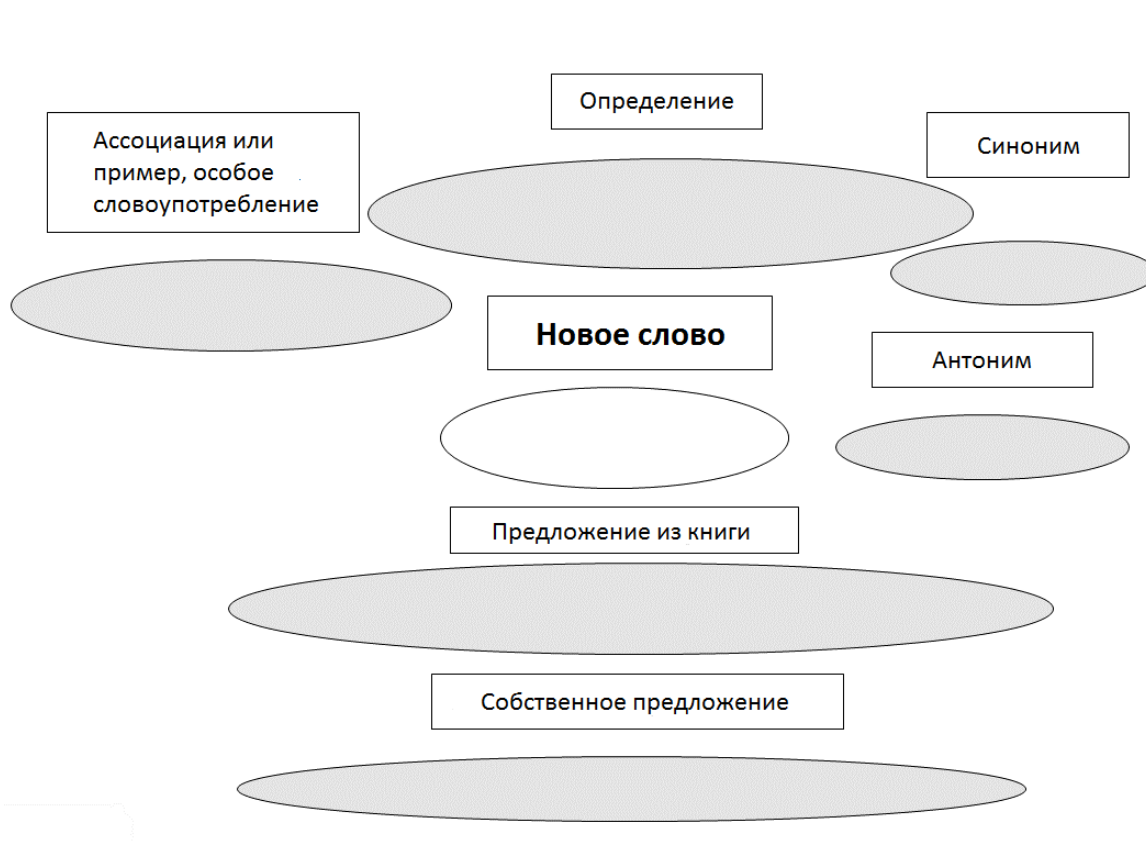 Определение
Ассоциация или
пример, особое
словоупотребление
Синоним
Новое слово
Антоним
Предложение из книги
Собственное предложение